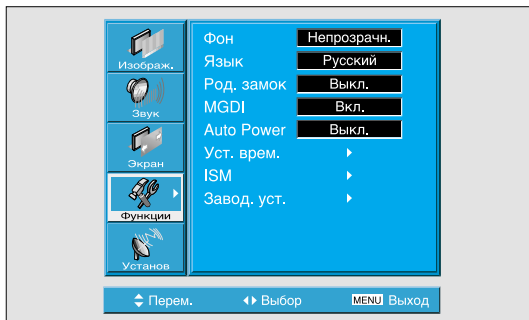 Изображ.
Звук
Экран
Функции
Установ
Фон Непрозрачн.
Язык Русский
Род. замок Выкл.
MGDI Вкл.
Auto Power Выкл.
Уст. врем.
ISM
Завод. уст.
Перем. Выбор MENU Выход